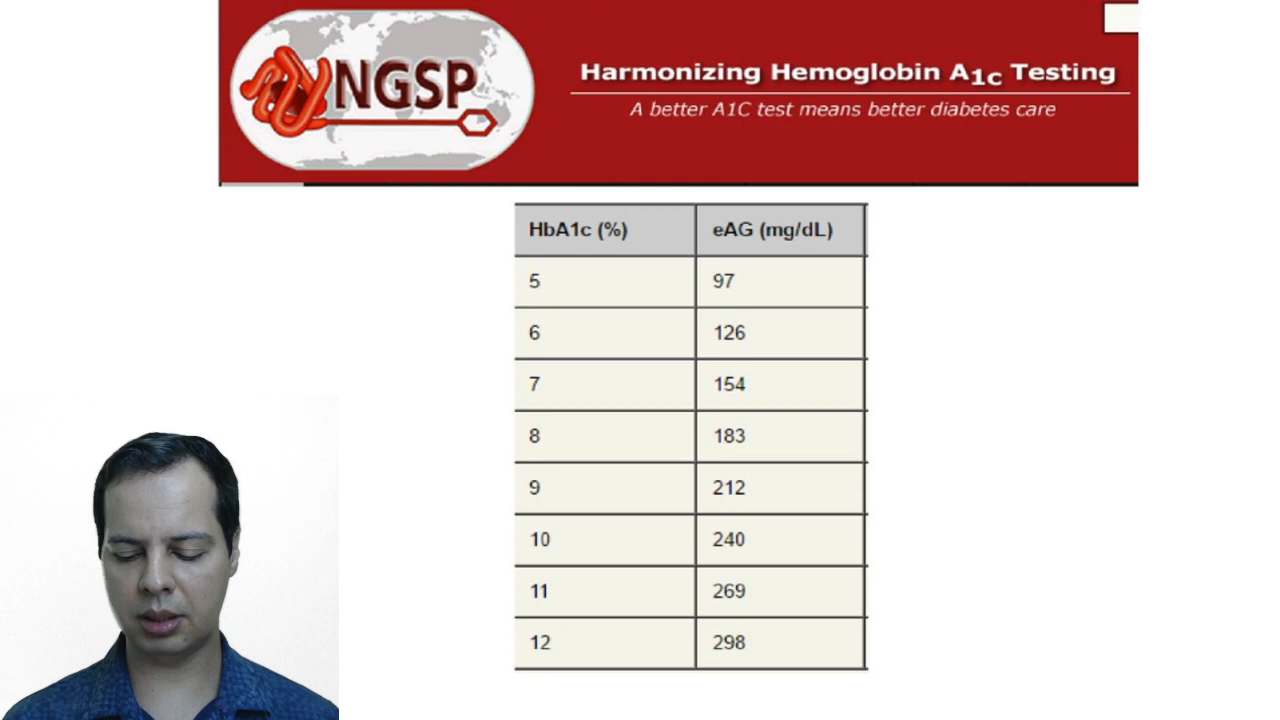 NGSP
Harmonizing Hemoglobin A1c Testing
A better A1C test means better diabetes care
HbA1c (%) eAG (mg/dL)
5 97
6 126
7 154
8 183
9 212
10 240
11 269
12 298